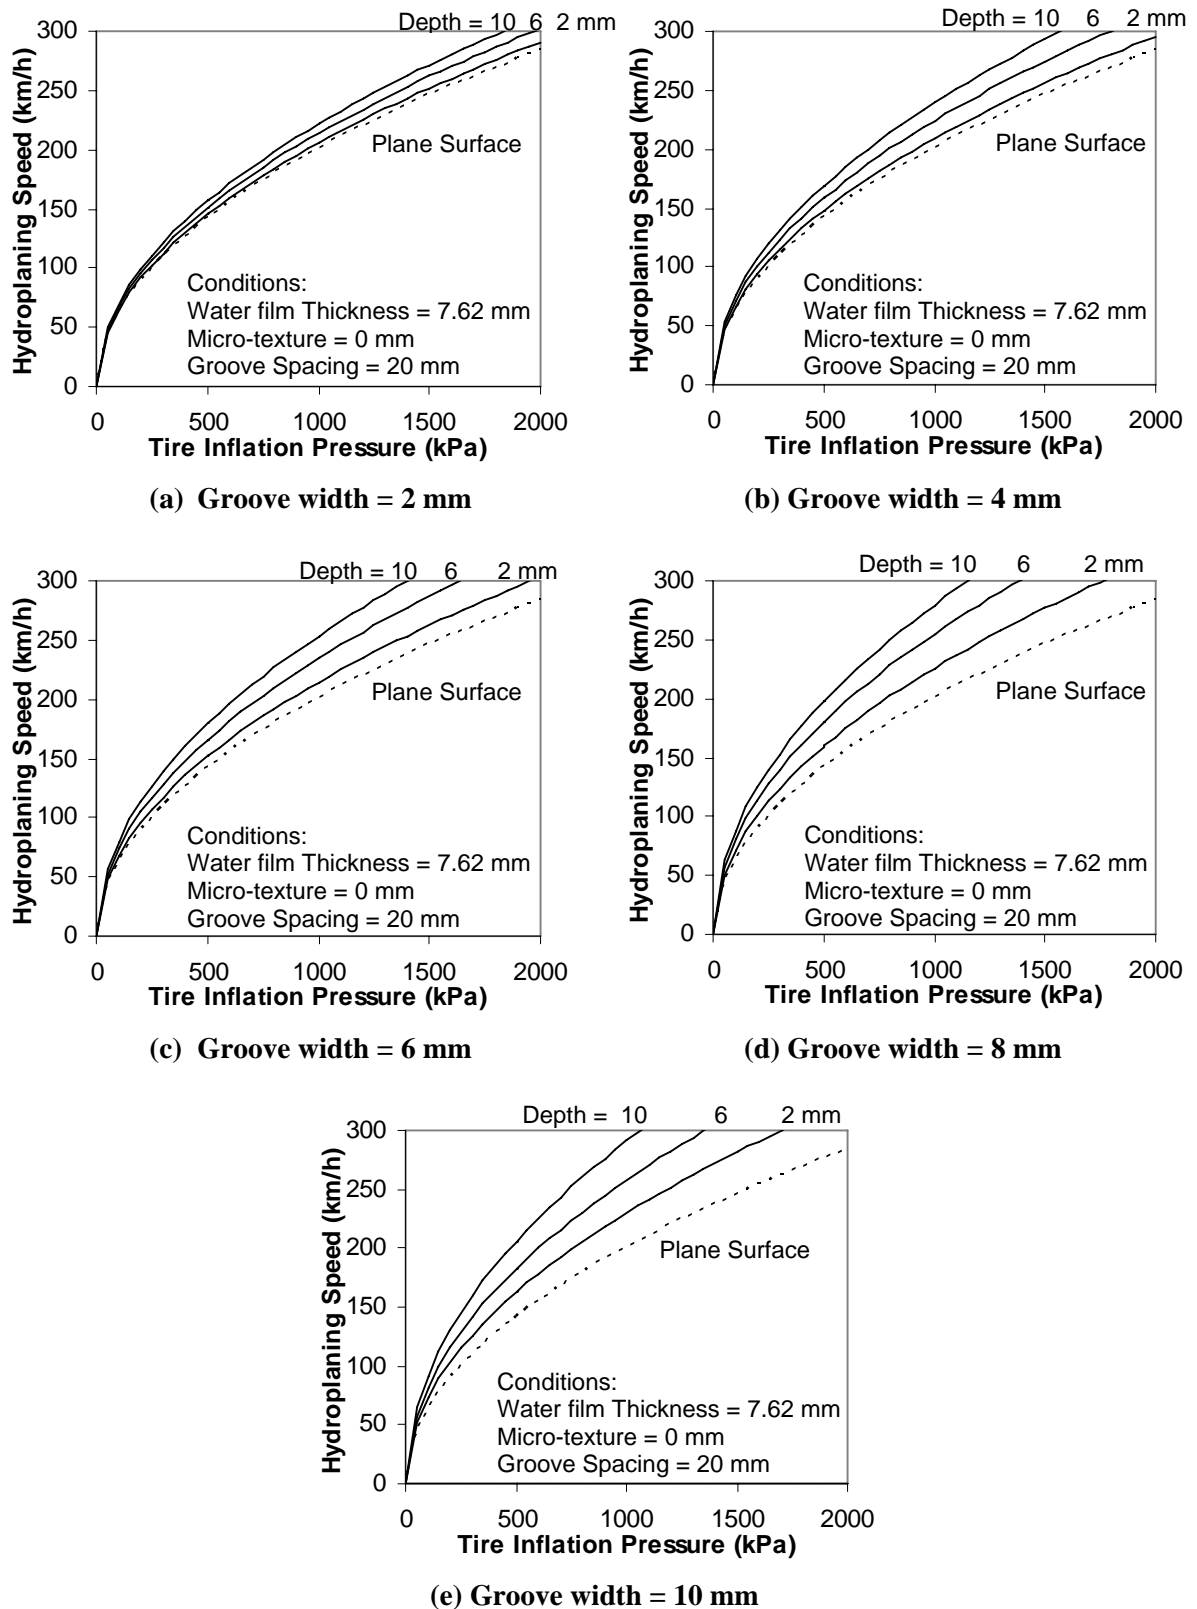 Depth = 10 6 2 mm
Hydroplaning Speed (km/h)
300
250
200
150
100
50
0
Plane Surface
Conditions:
Water film Thickness = 7.62 mm
Micro-texture = 0 mm
Groove Spacing = 20 mm
0 500 1000 1500 2000
Tire Inflation Pressure (kPa)
(a) Groove width = 2 mm
Depth = 10 6 2 mm
Hydroplaning Speed (km/h)
300
250
200
150
100
50
0
Plane Surface
Conditions:
Water film Thickness = 7.62 mm
Micro-texture = 0 mm
Groove Spacing = 20 mm
0 500 1000 1500 2000
Tire Inflation Pressure (kPa)
(b) Groove width = 4 mm
Depth = 10 6 2 mm
Hydroplaning Speed (km/h)
300
250
200
150
100
50
0
Plane Surface
Conditions:
Water film Thickness = 7.62 mm
Micro-texture = 0 mm
Groove Spacing = 20 mm
0 500 1000 1500 2000
Tire Inflation Pressure (kPa)
(c) Groove width = 6 mm
Depth = 10 6 2 mm
Hydroplaning Speed (km/h)
300
250
200
150
100
50
0
Plane Surface
Conditions:
Water film Thickness = 7.62 mm
Micro-texture = 0 mm
Groove Spacing = 20 mm
0 500 1000 1500 2000
Tire Inflation Pressure (kPa)
(d) Groove width = 8 mm
Depth = 10 6 2 mm
Hydroplaning Speed (km/h)
300
250
200
150
100
50
0
Plane Surface
Conditions:
Water film Thickness = 7.62 mm
Micro-texture = 0 mm
Groove Spacing = 20 mm
0 500 1000 1500 2000
Tire Inflation Pressure (kPa)
(e) Groove width = 10 mm